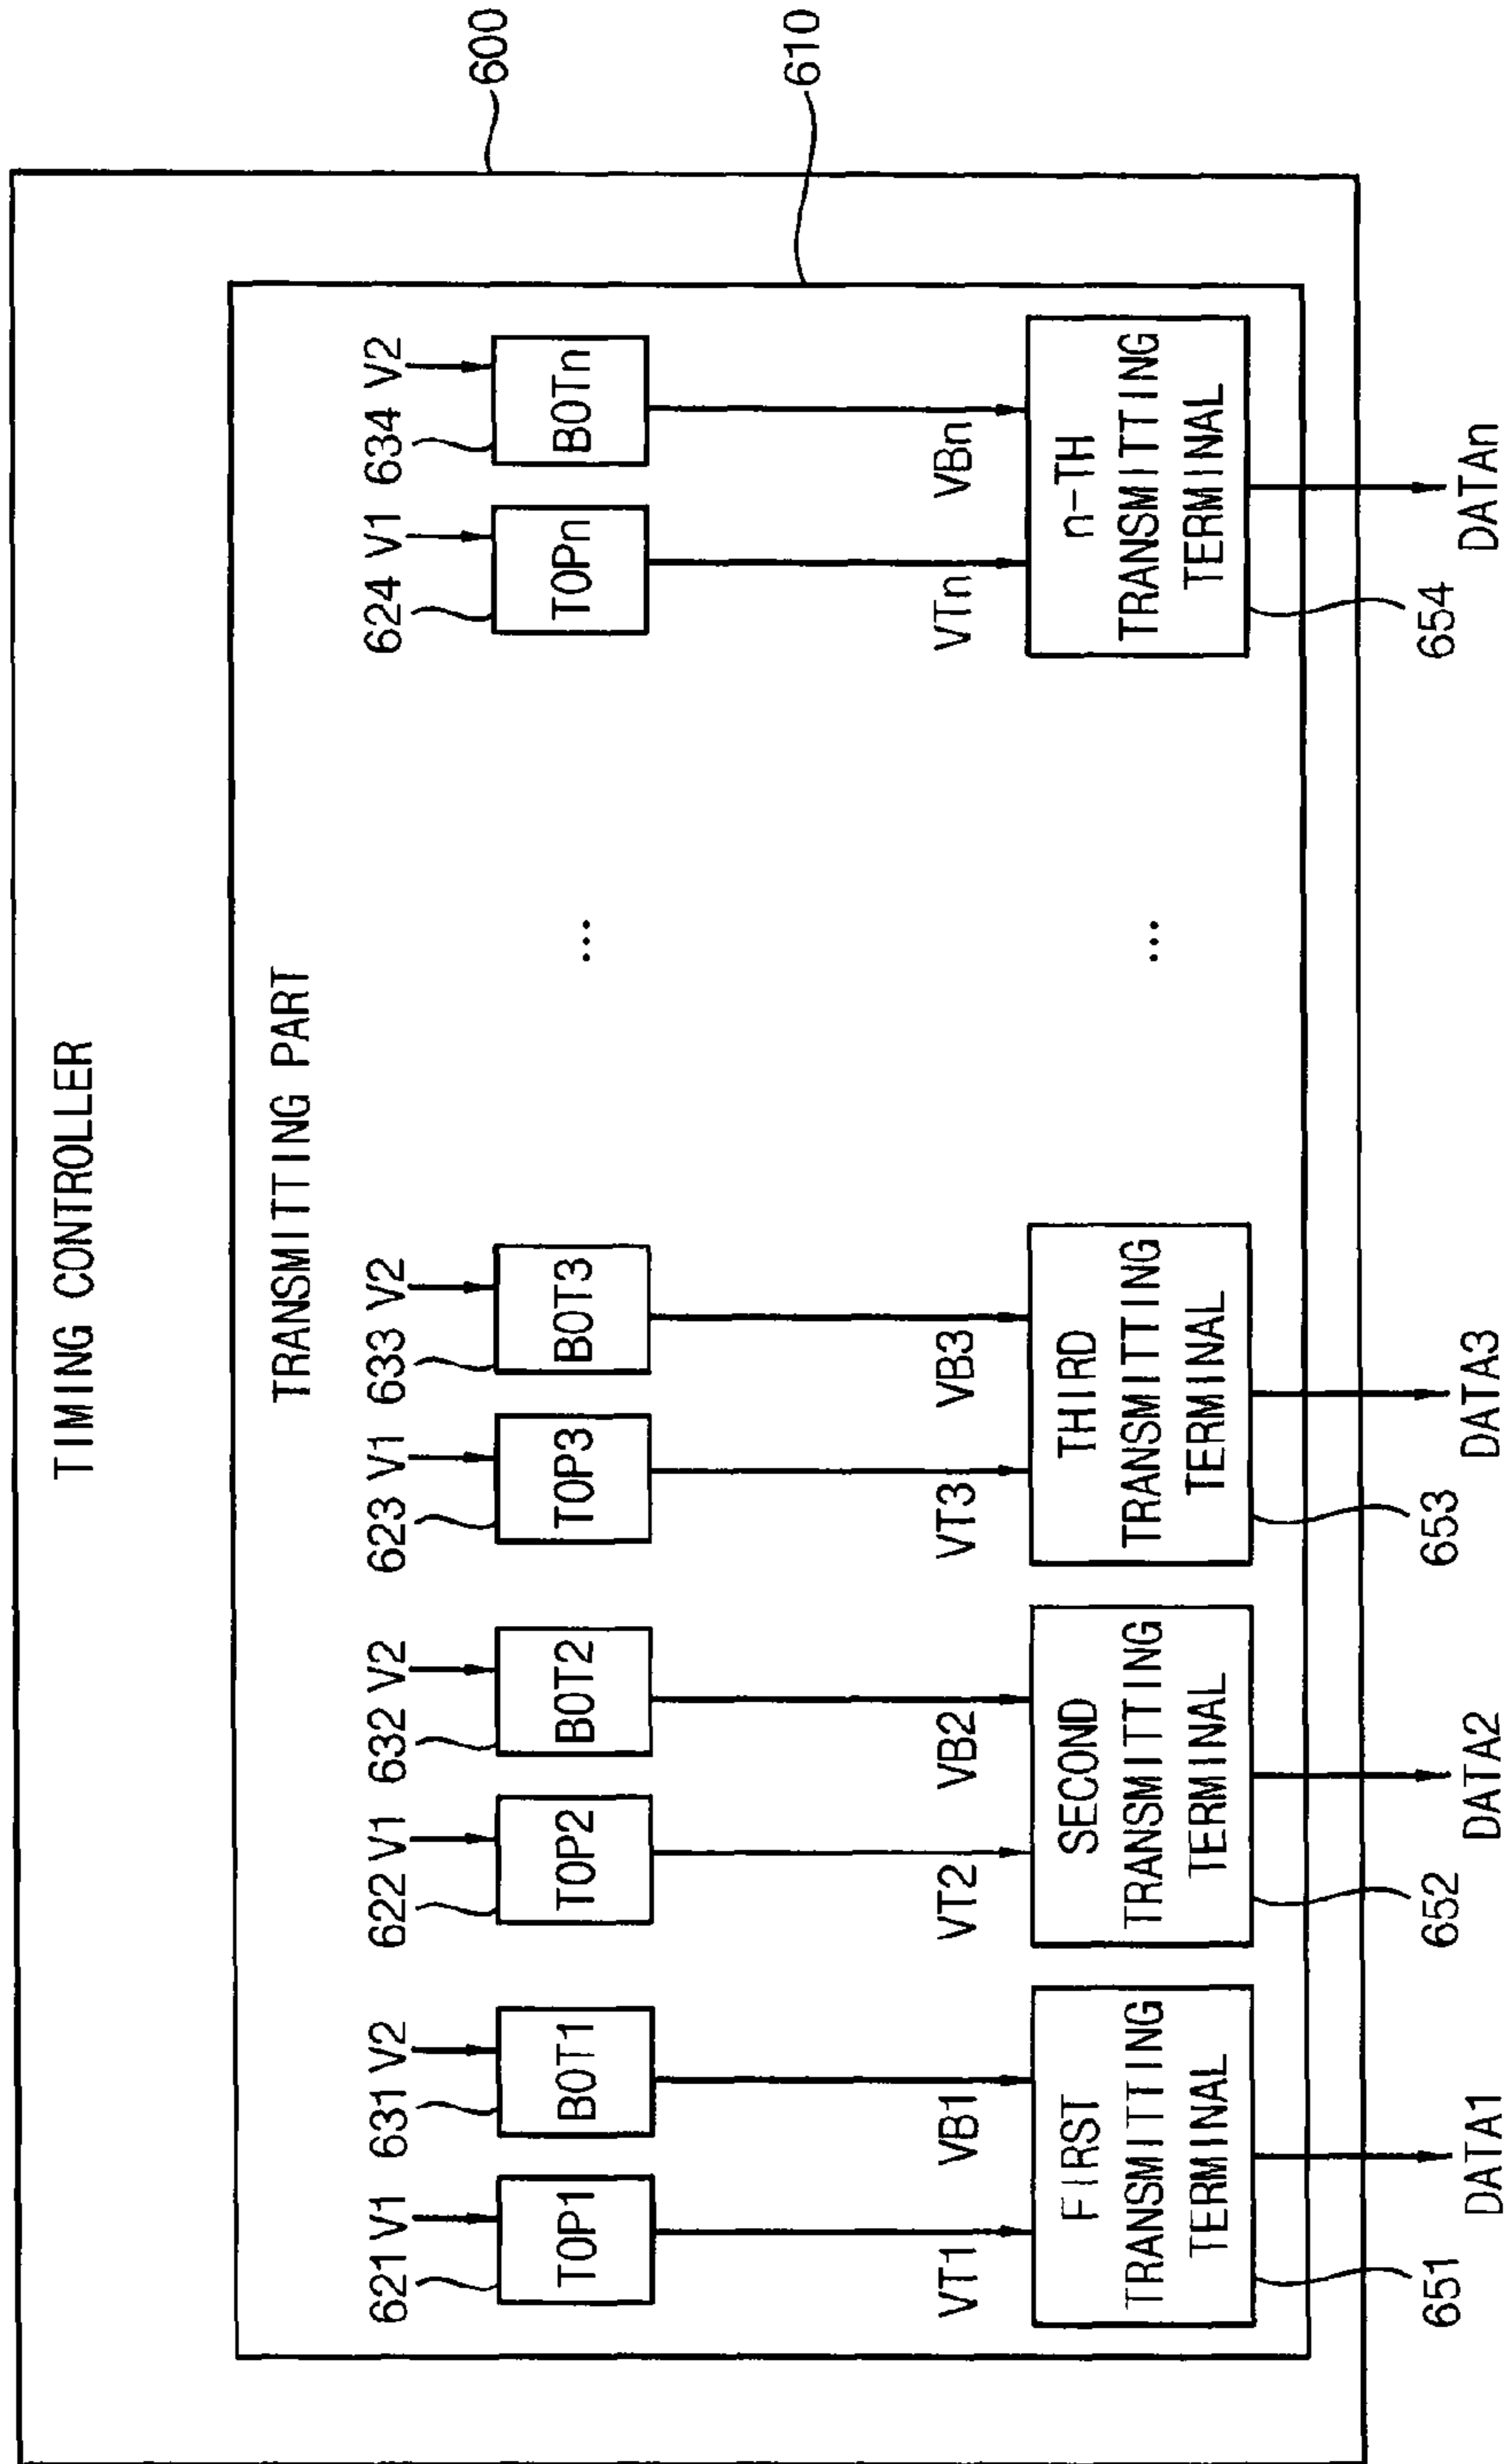 TIMING CONTROLLER
600
TRANSMITTING PART
610
621 V1 631 V2 622 V1 632 V2 623 V1 633 V2 624 V1 634 V2
TOP1 BOT1 TOP2 BOT2 TOP3 BOT3 ... TOPn BOTn
VT1 VB1 VT2 VB2 VT3 VB3 VTn VBn
FIRST
TRANSMITTING
TERMINAL
SECOND
TRANSMITTING
TERMINAL
THIRD
TRANSMITTING
TERMINAL
...
n-TH
TRANSMITTING
TERMINAL
651 652 653 654
DATA1 DATA2 DATA3 DATAn